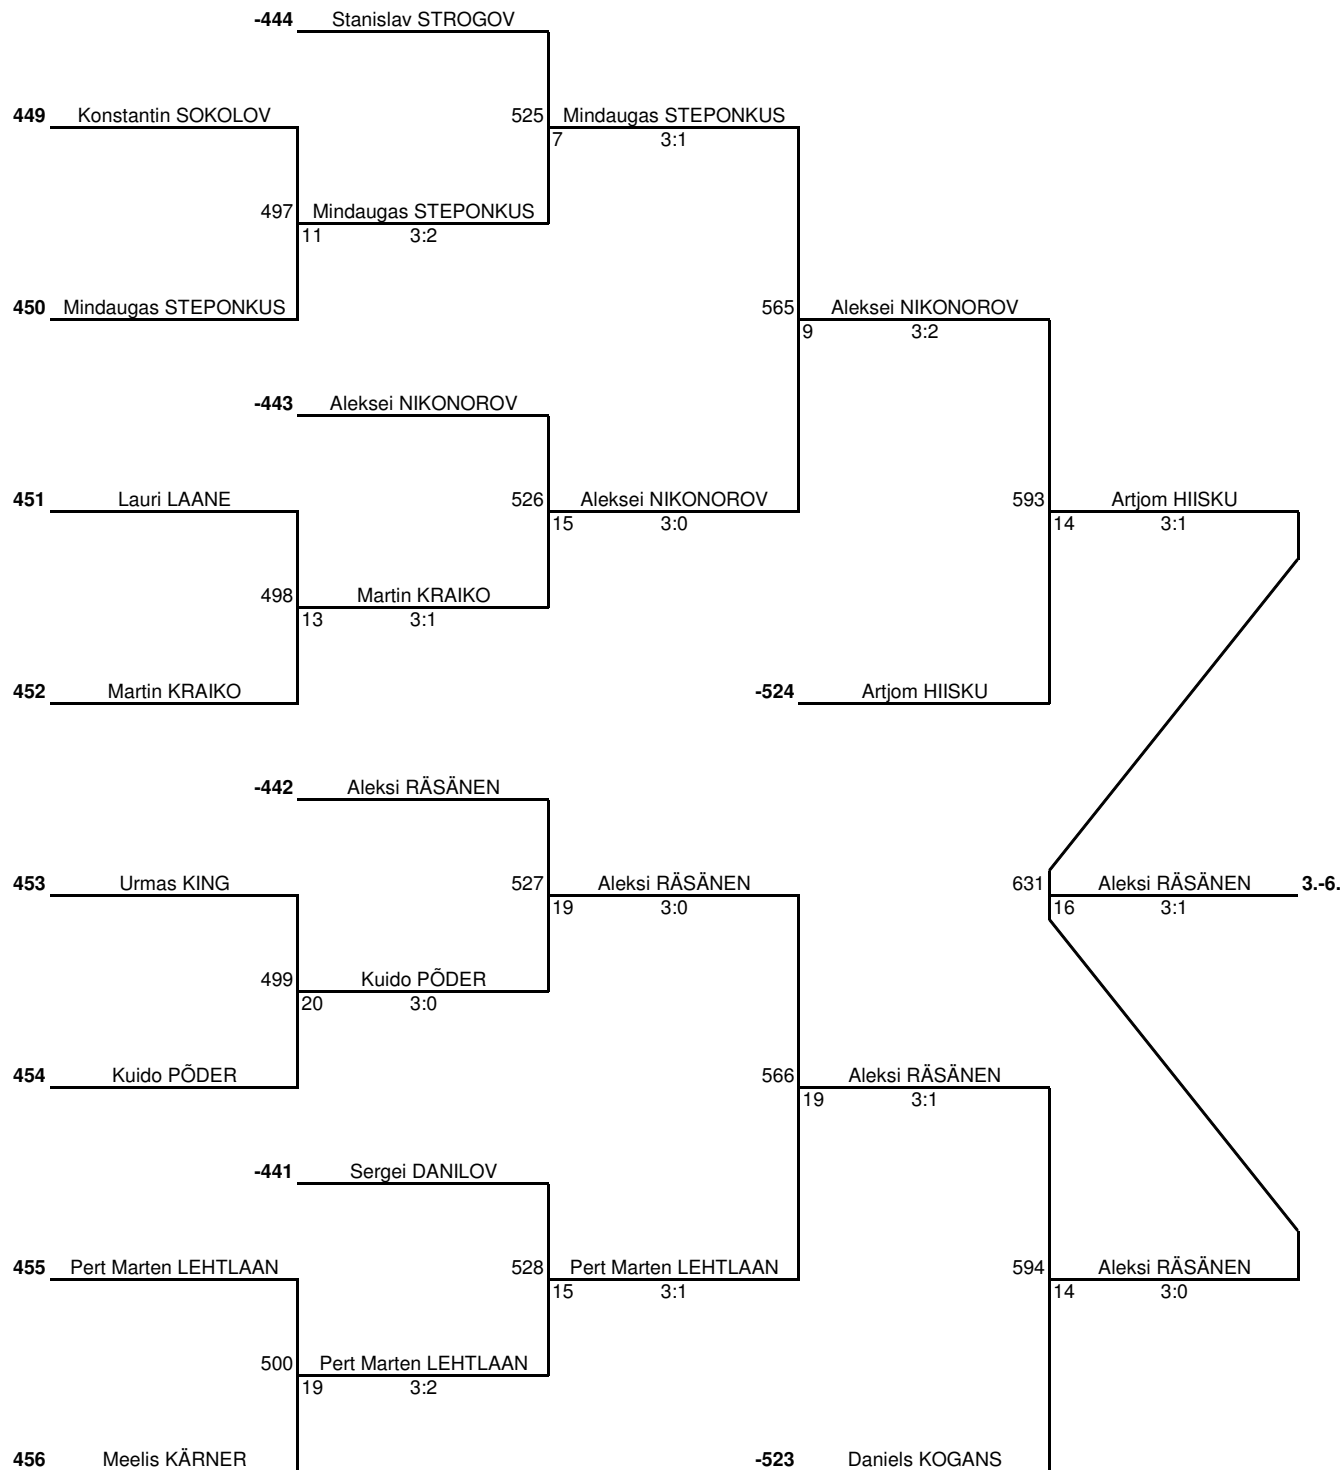 -444 Stanislav STROGOV
449 Konstantin SOKOLOV 525 Mindaugas STEPONKUS
7 3:1
497 Mindaugas STEPONKUS
11 3:2
450 Mindaugas STEPONKUS 565 Aleksei NIKONOROV
9 3:2
-443 Aleksei NIKONOROV
451 Lauri LAANE 526 Aleksei NIKONOROV 593 Artjom HIISKU
15 3:0 14 3:1
498 Martin KRAIKO
13 3:1
452 Martin KRAIKO -524 Artjom HIISKU
-442 Aleksi RÄSÄNEN
453 Urmas KING 527 Aleksi RÄSÄNEN 631 Aleksi RÄSÄNEN 3.-6.
19 3:0 16 3:1
499 Kuido PÕDER
20 3:0
454 Kuido PÕDER 566 Aleksi RÄSÄNEN
19 3:1
-441 Sergei DANILOV
455 Pert Marten LEHTLAAN 528 Pert Marten LEHTLAAN 594 Aleksi RÄSÄNEN
15 3:1 14 3:0
500 Pert Marten LEHTLAAN
19 3:2
456 Meelis KÄRNER -523 Daniels KOGANS